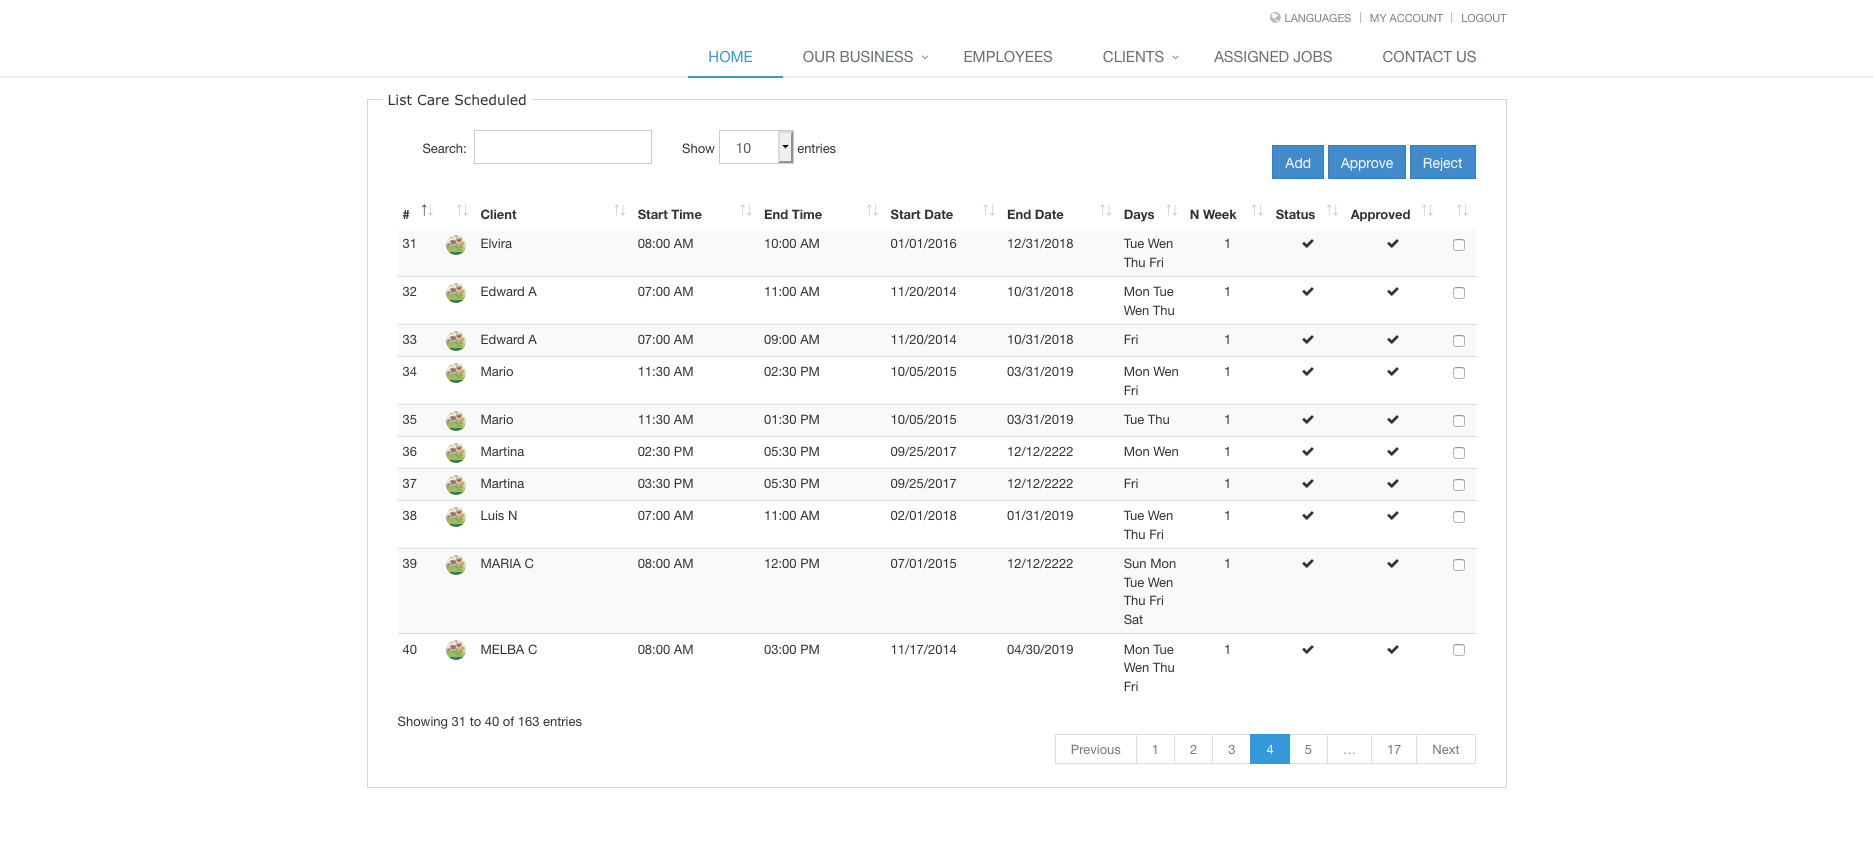 LANGUAGES | MY ACCOUNT | LOGOUT
HOME OUR BUSINESS EMPLOYEES CLIENTS ASSIGNED JOBS CONTACT US
List Care Scheduled
Search: Show 10 entries
Add Approve Reject
# Client Start Time End Time Start Date End Date Days N Week Status Approved
31 Elvira 08:00 AM 10:00 AM 01/01/2016 12/31/2018 Tue Wen 1
Thu Fri
32 Edward A 07:00 AM 11:00 AM 11/20/2014 10/31/2018 Mon Tue 1
Wen Thu
33 Edward A 07:00 AM 09:00 AM 11/20/2014 10/31/2018 Fri 1
34 Mario 11:30 AM 02:30 PM 10/05/2015 03/31/2019 Mon Wen 1
Fri
35 Mario 11:30 AM 01:30 PM 10/05/2015 03/31/2019 Tue Thu 1
36 Martina 02:30 PM 05:30 PM 09/25/2017 12/12/2222 Mon Wen 1
37 Martina 03:30 PM 05:30 PM 09/25/2017 12/12/2222 Fri 1
38 Luis N 07:00 AM 11:00 AM 02/01/2018 01/31/2019 Tue Wen 1
Thu Fri
39 MARIA C 08:00 AM 12:00 PM 07/01/2015 12/12/2222 Sun Mon 1
Tue Wen
Thu Fri
Sat
40 MELBA C 08:00 AM 03:00 PM 11/17/2014 04/30/2019 Mon Tue 1
Wen Thu
Fri
Showing 31 to 40 of 163 entries
Previous 1 2 3 4 5 … 17 Next